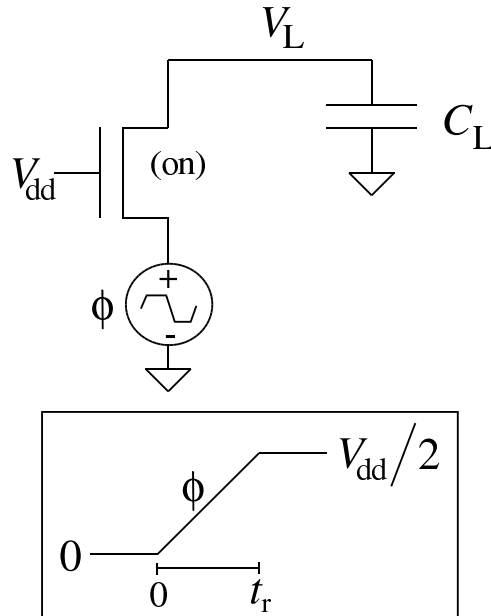 V_L
C_L
(on)
V_dd
+
ϕ
-
V_dd/2
ϕ
0
0
t_r